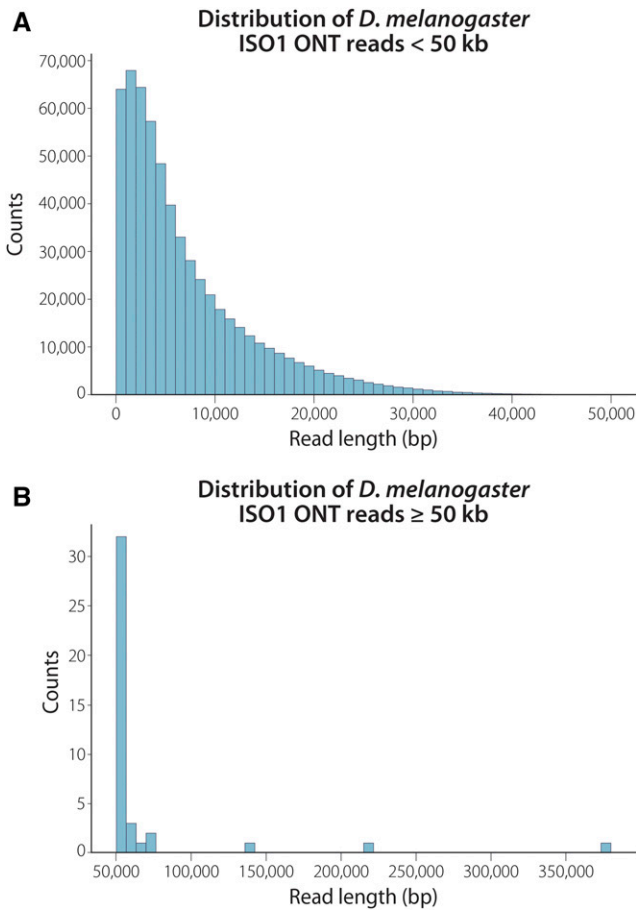 A
Distribution of D. melanogaster
ISO1 ONT reads < 50 kb
70,000
60,000
50,000
40,000
30,000
20,000
10,000
0
Counts
0 10,000 20,000 30,000 40,000 50,000
Read length (bp)
B
Distribution of D. melanogaster
ISO1 ONT reads ≥ 50 kb
30
25
20
15
10
5
0
Counts
50,000 100,000 150,000 200,000 250,000 300,000 350,000
Read length (bp)